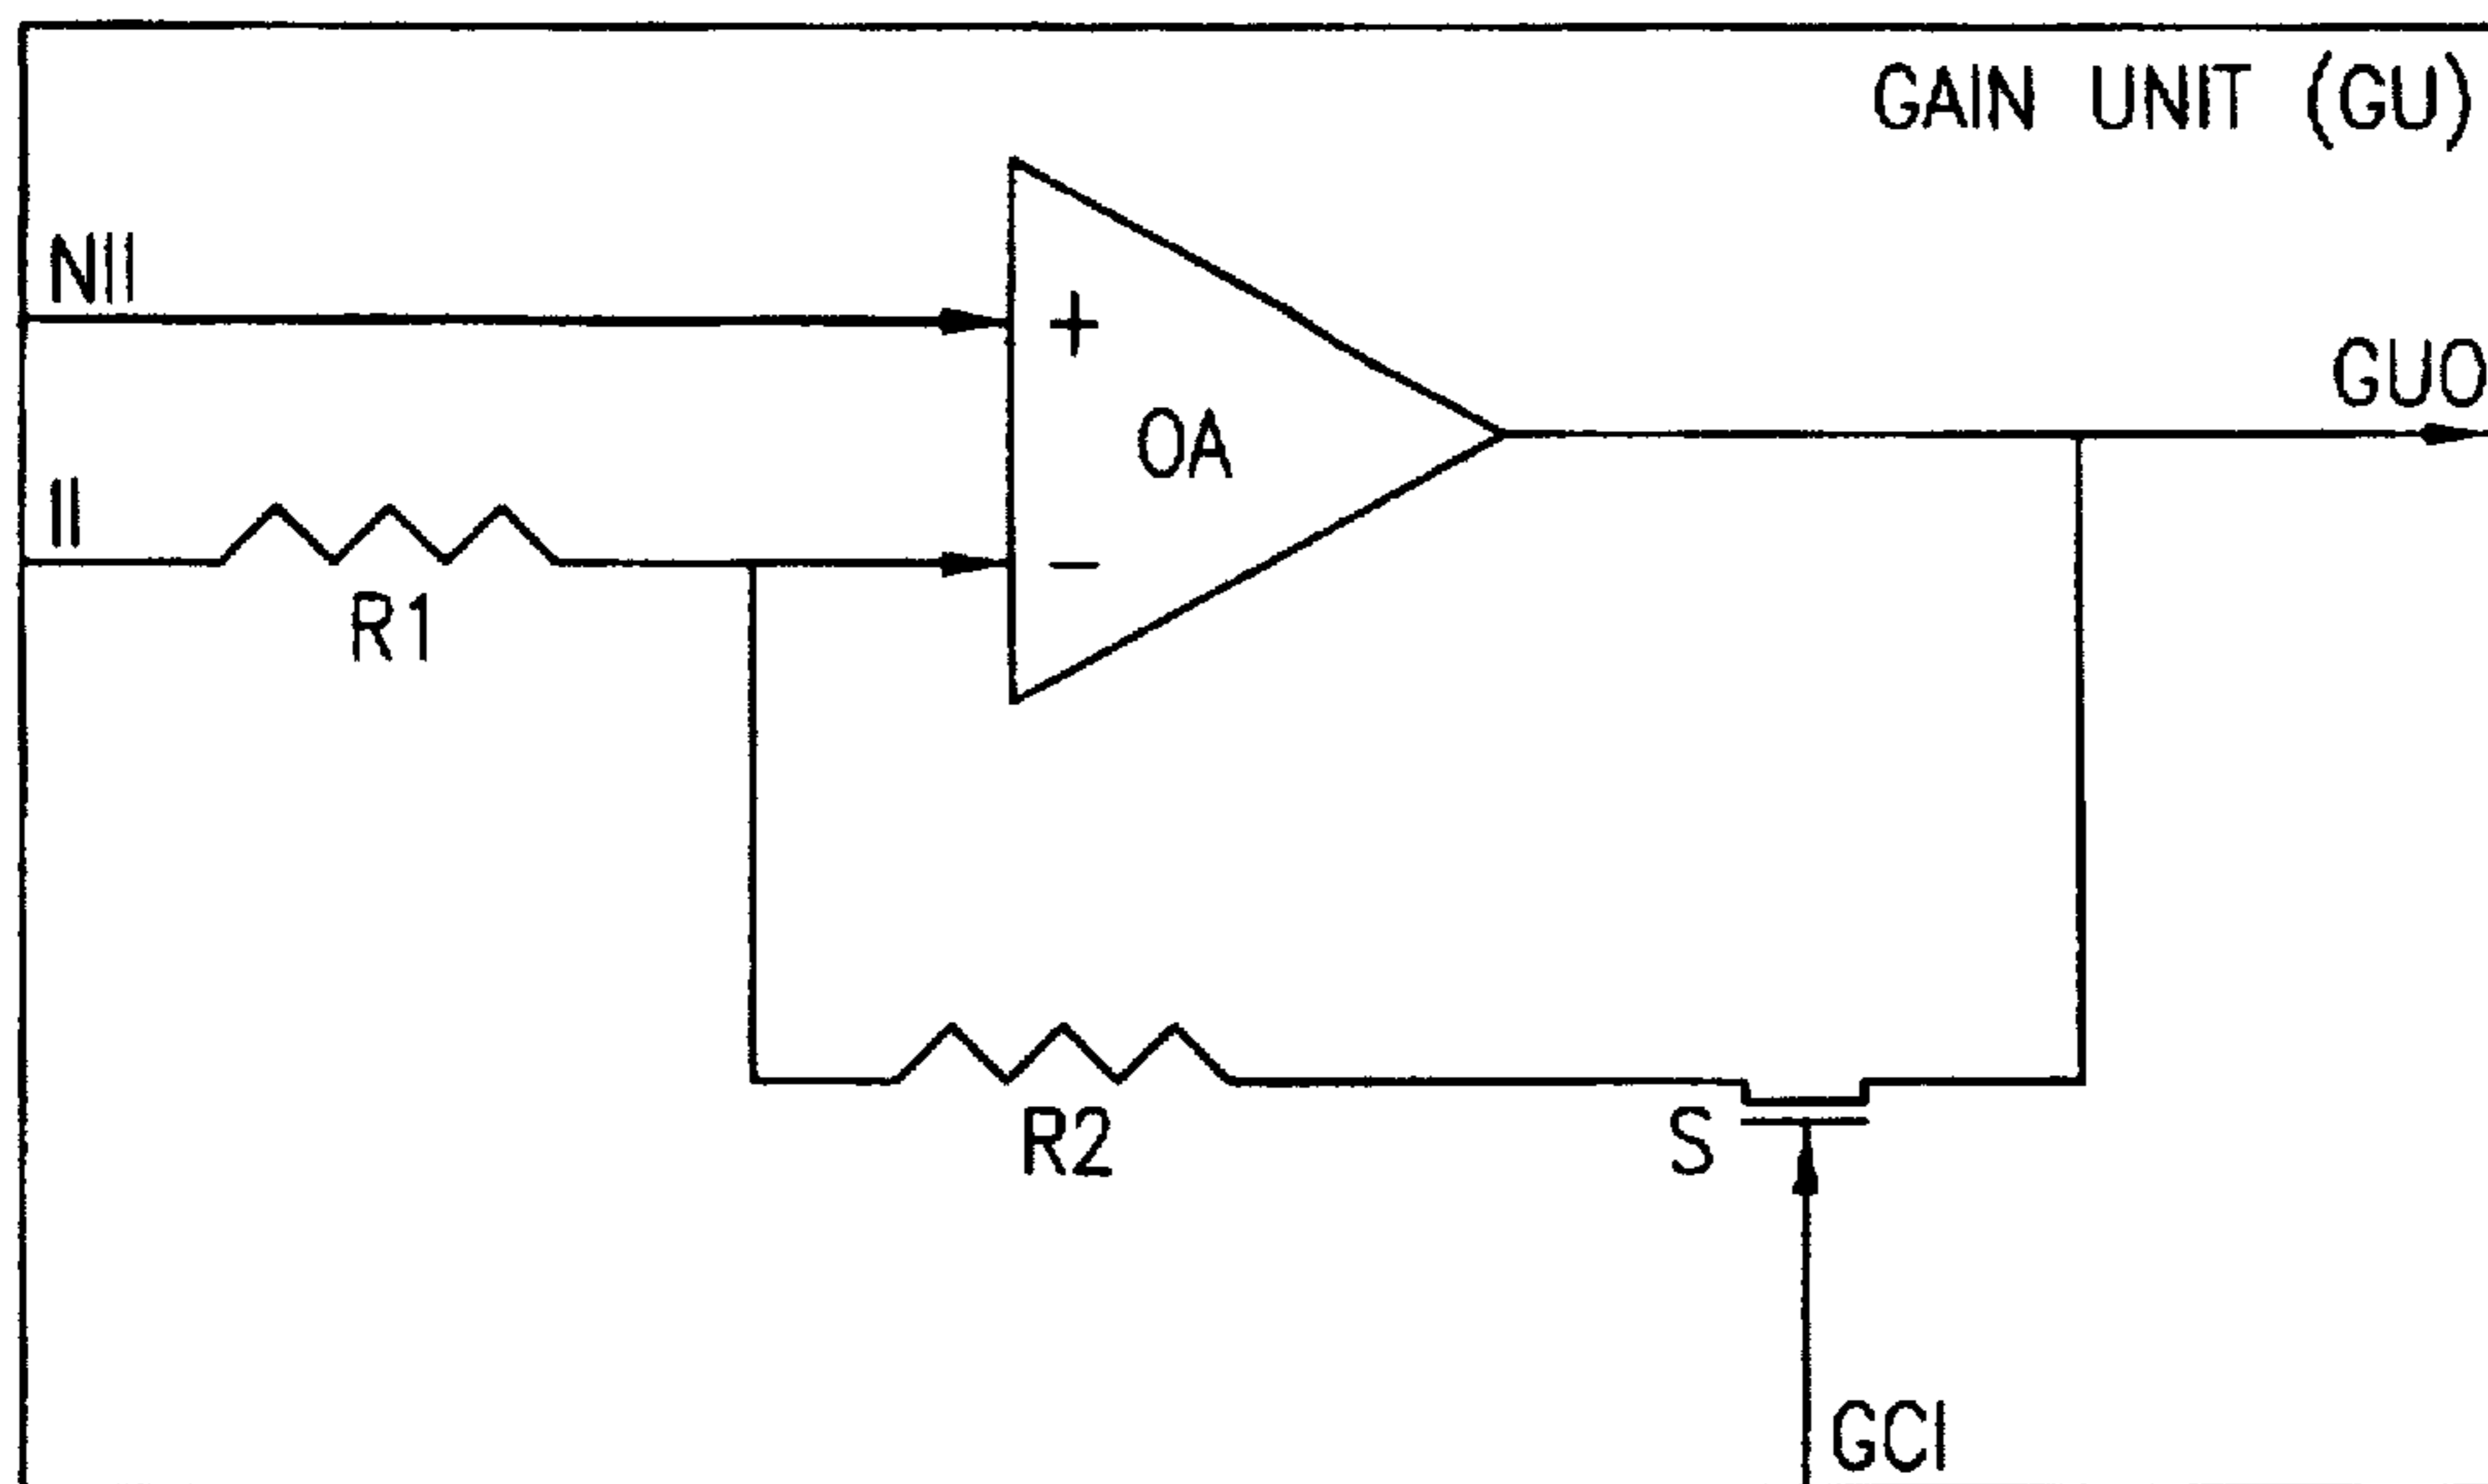 GAIN UNIT (GU)
NII
+
GUO
OA
II
−
R1
R2
S
GCI